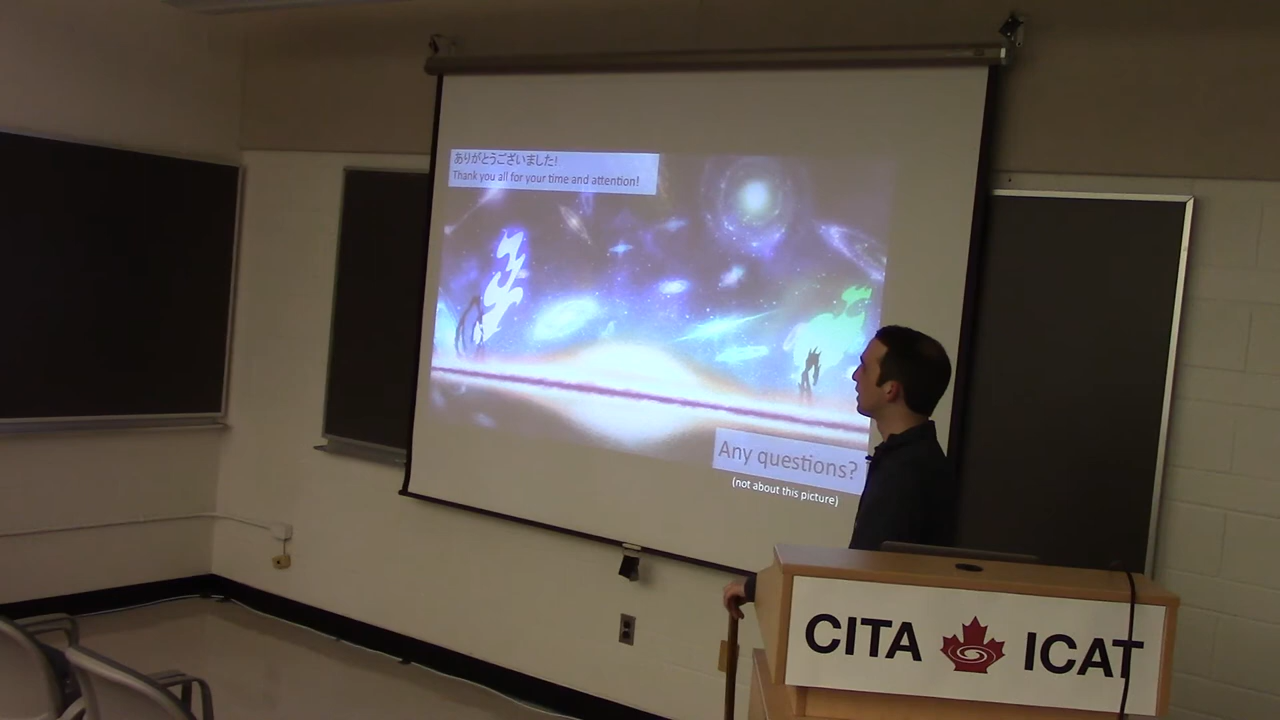 ありがとうございました!
Thank you all for your time and attention!
Any questions?
(not about this picture)
CITA ICAT